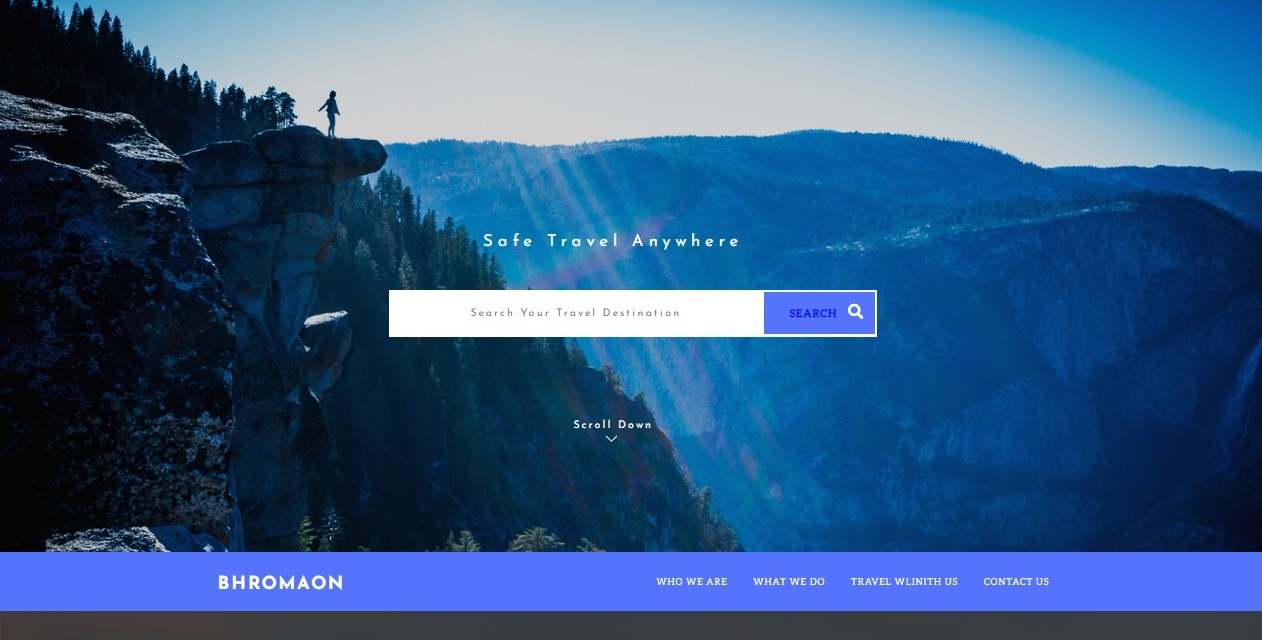 Safe Travel Anywhere
Search Your Travel Destination
SEARCH
Scroll Down
BHROMAON
WHO WE ARE
WHAT WE DO
TRAVEL WLINITH US
CONTACT US